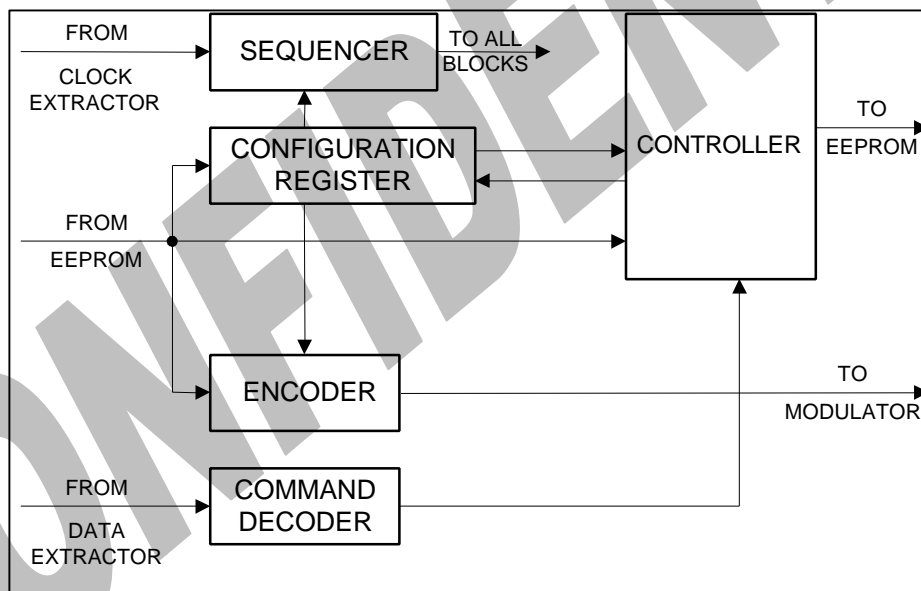 FROM
CLOCK
EXTRACTOR
SEQUENCER
TO ALL
BLOCKS
CONFIGURATION
REGISTER
CONTROLLER
TO
EEPROM
FROM
EEPROM
ENCODER
TO
MODULATOR
FROM
DATA
EXTRACTOR
COMMAND
DECODER
ONFIDEN